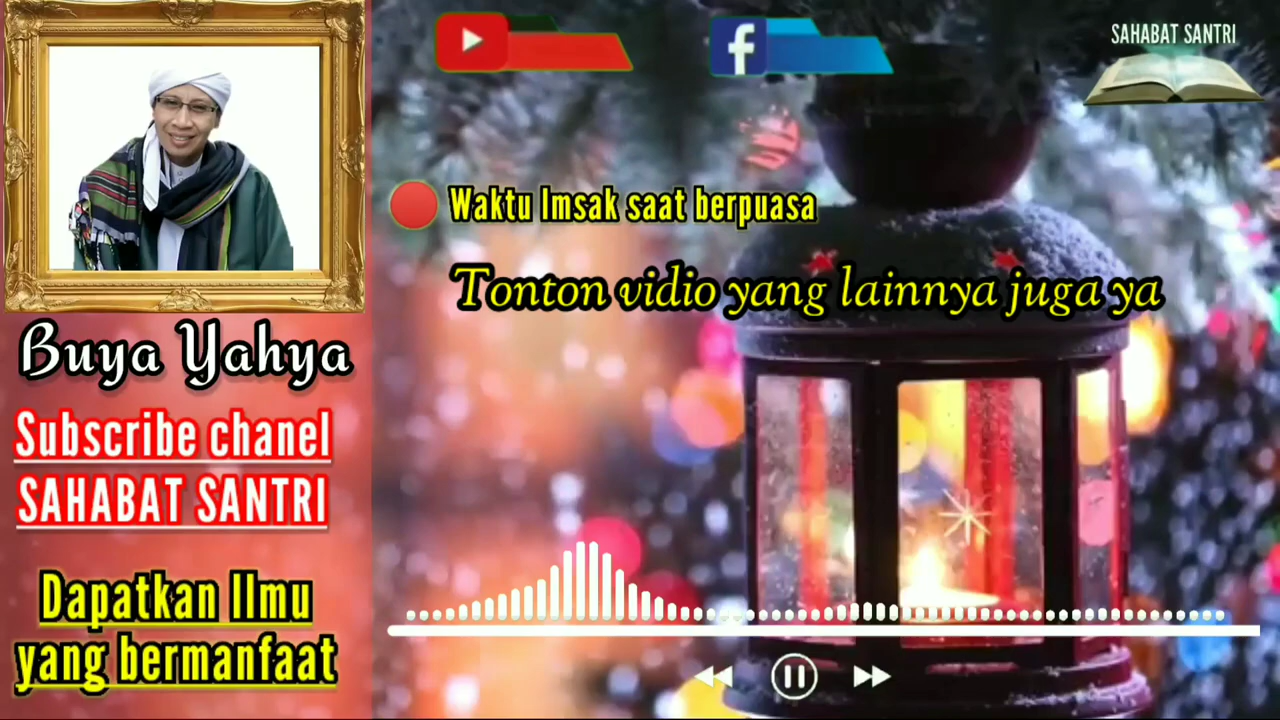 SAHABAT SANTRI
Waktu Imsak saat berpuasa
Tonton vidio yang lainnya juga ya
Buya Yahya
Subscribe chanel
SAHABAT SANTRI
Dapatkan Ilmu
yang bermanfaat